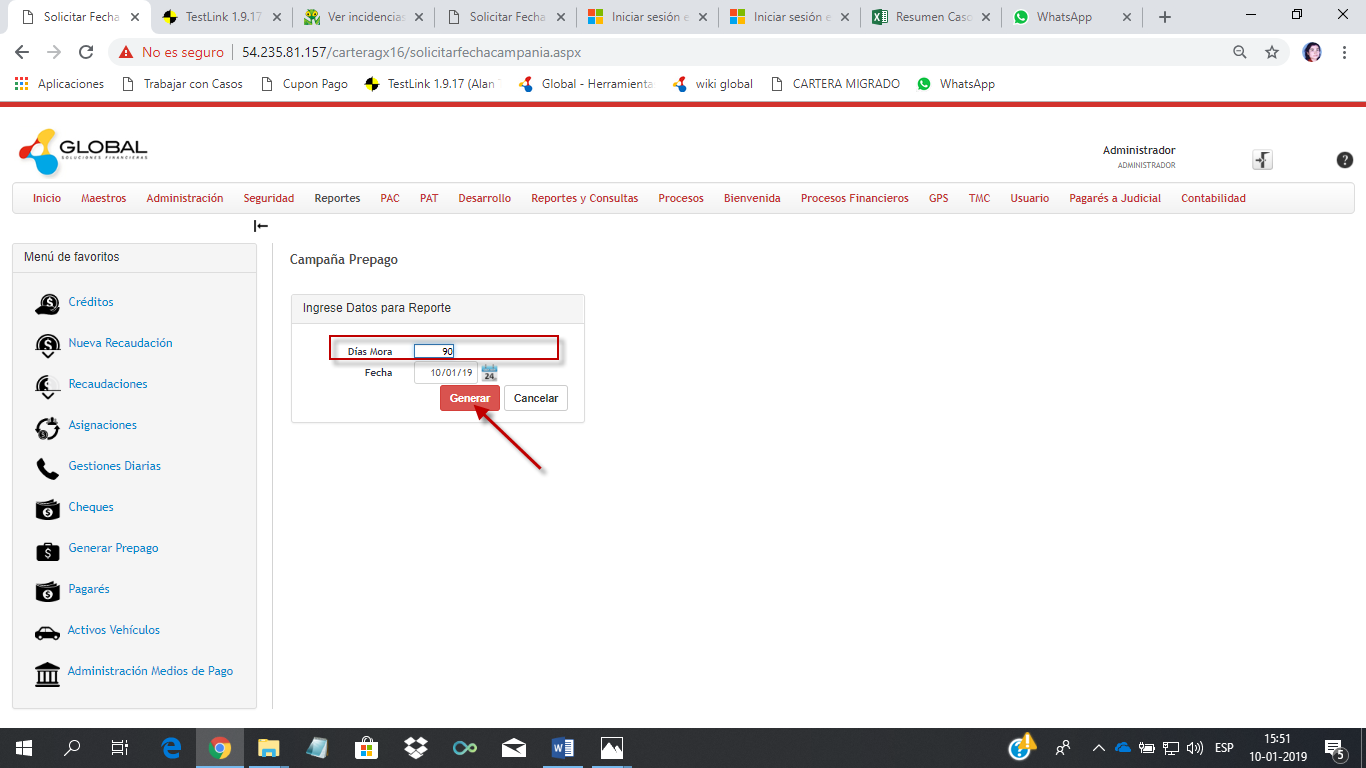 Solicitar Fecha
TestLink 1.9.17
Ver incidencias
Solicitar Fecha
Iniciar sesión e
Iniciar sesión e
Resumen Caso
WhatsApp
No es seguro
54.235.81.157/carteragx16/solicitarfechacampania.aspx
Aplicaciones
Trabajar con Casos
Cupon Pago
TestLink 1.9.17 (Alan
Global - Herramienta
wiki global
CARTERA MIGRADO
WhatsApp
GLOBAL
SOLUCIONES FINANCIERAS
Administrador
ADMINISTRADOR
?
Inicio Maestros Administración Seguridad Reportes PAC PAT Desarrollo Reportes y Consultas Procesos Bienvenida Procesos Financieros GPS TMC Usuario Pagarés a Judicial Contabilidad
Menú de favoritos
Créditos
Nueva Recaudación
Recaudaciones
Asignaciones
Gestiones Diarias
Cheques
Generar Prepago
Pagarés
Activos Vehículos
Administración Medios de Pago
Campaña Prepago
Ingrese Datos para Reporte
Días Mora 90
Fecha 10/01/19 24
Generar Cancelar
ESP
15:51
10-01-2019
5